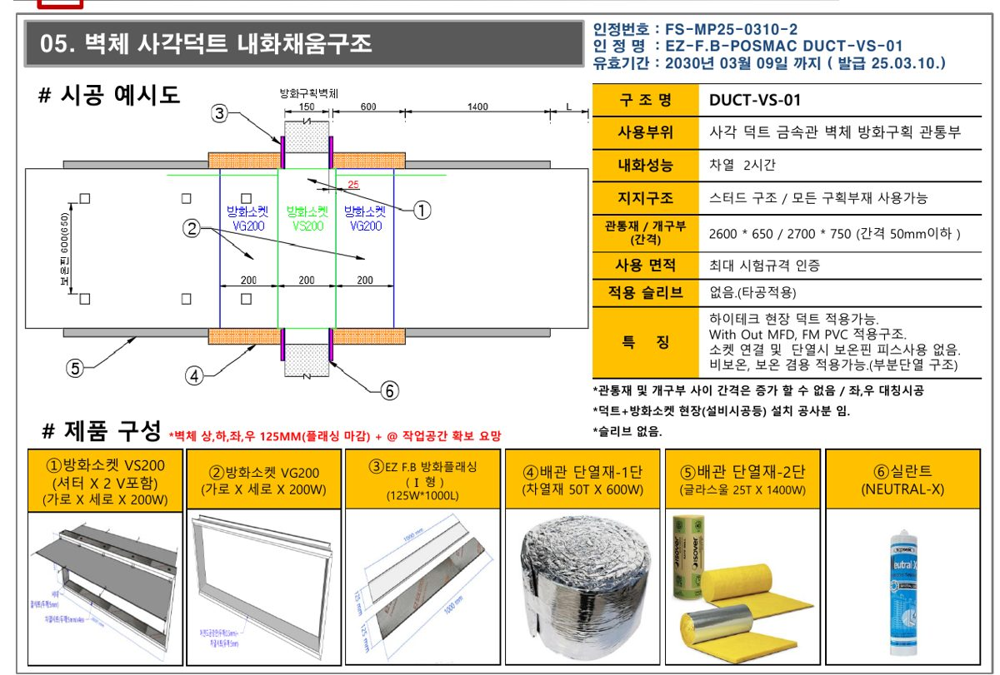 05. 벽체 사각덕트 내화채움구조
인정번호 : FS-MP25-0310-2
인 정 명 : EZ-F.B-POSMAC DUCT-VS-01
유효기간 : 2030년 03월 09일 까지 ( 발급 25.03.10.)
# 시공 예시도
방화구획벽체
150
600
1400
L
③
25
①
방화소켓
VG200
방화소켓
VS200
방화소켓
VG200
②
보온핀 600(650)
200
200
200
⑤
④
⑥
구 조 명
DUCT-VS-01
사용부위
사각 덕트 금속관 벽체 방화구획 관통부
내화성능
차열 2시간
지지구조
스터드 구조 / 모든 구획부재 사용가능
관통재 / 개구부
(간격)
2600 * 650 / 2700 * 750 (간격 50mm이하 )
사용 면적
최대 시험규격 인증
적용 슬리브
없음.(타공적용)
특 징
하이테크 현장 덕트 적용가능.
With Out MFD, FM PVC 적용구조.
소켓 연결 및 단열시 보온핀 피스사용 없음.
비보온, 보온 겸용 적용가능.(부분단열 구조)
*관통재 및 개구부 사이 간격은 증가 할 수 없음 / 좌,우 대칭시공
*덕트+방화소켓 현장(설비시공등) 설치 공사분 임.
*슬리브 없음.
# 제품 구성 *벽체 상,하,좌,우 125MM(플래싱 마감) + @ 작업공간 확보 요망
①방화소켓 VS200
(셔터 X 2 V포함)
(가로 X 세로 X 200W)
②방화소켓 VG200
(가로 X 세로 X 200W)
③EZ F.B 방화플래싱
( I 형 )
(125W*1000L)
④배관 단열재-1단
(차열재 50T X 600W)
⑤배관 단열재-2단
(글라스울 25T X 1400W)
⑥실란트
(NEUTRAL-X)
1000 mm
125 mm
125 mm
1000 mm
isover
isover